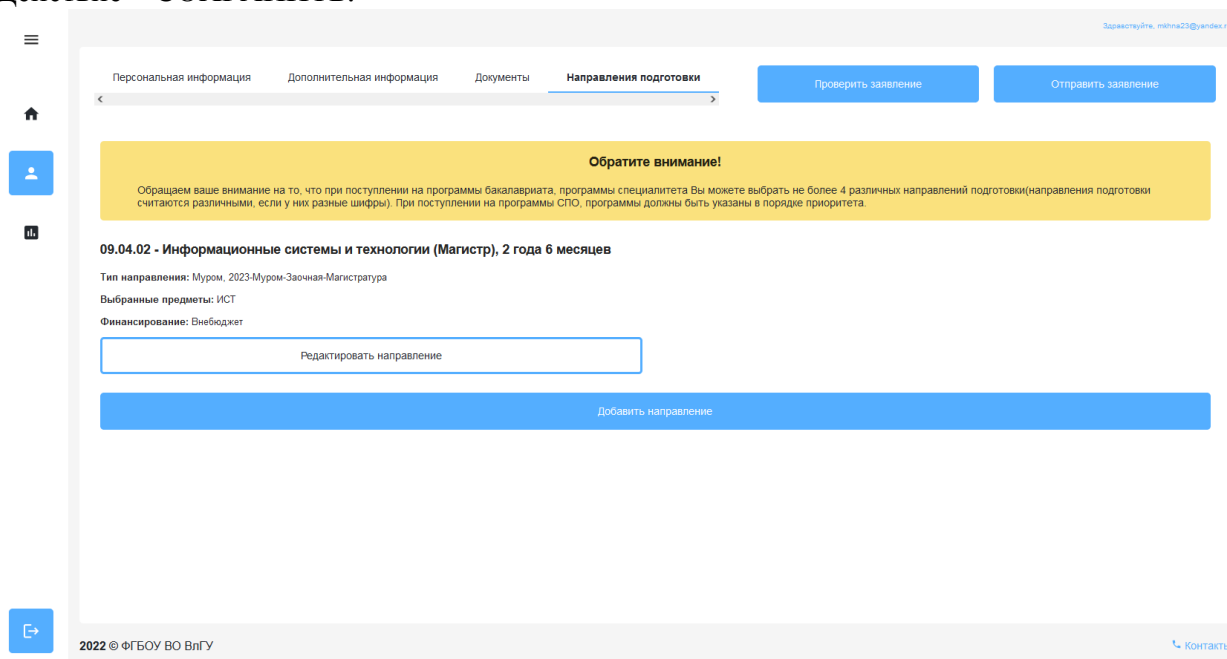 Здравствуйте, mihna23@yandex.r
Персональная информация Дополнительная информация Документы Направления подготовки Проверить заявление Отправить заявление
Обратите внимание!
Обращаем ваше внимание на то, что при поступлении на программы бакалавриата, программы специалитета Вы можете выбрать не более 4 различных направлений подготовки(направления подготовки
считаются различными, если у них разные шифры). При поступлении на программы СПО, программы должны быть указаны в порядке приоритета.
09.04.02 - Информационные системы и технологии (Магистр), 2 года 6 месяцев
Тип направления: Муром, 2023-Муром-Заочная-Магистратура
Выбранные предметы: ИСТ
Финансирование: Внебюджет
Редактировать направление
Добавить направление
2022 © ФГБОУ ВО ВлГУ Контакты